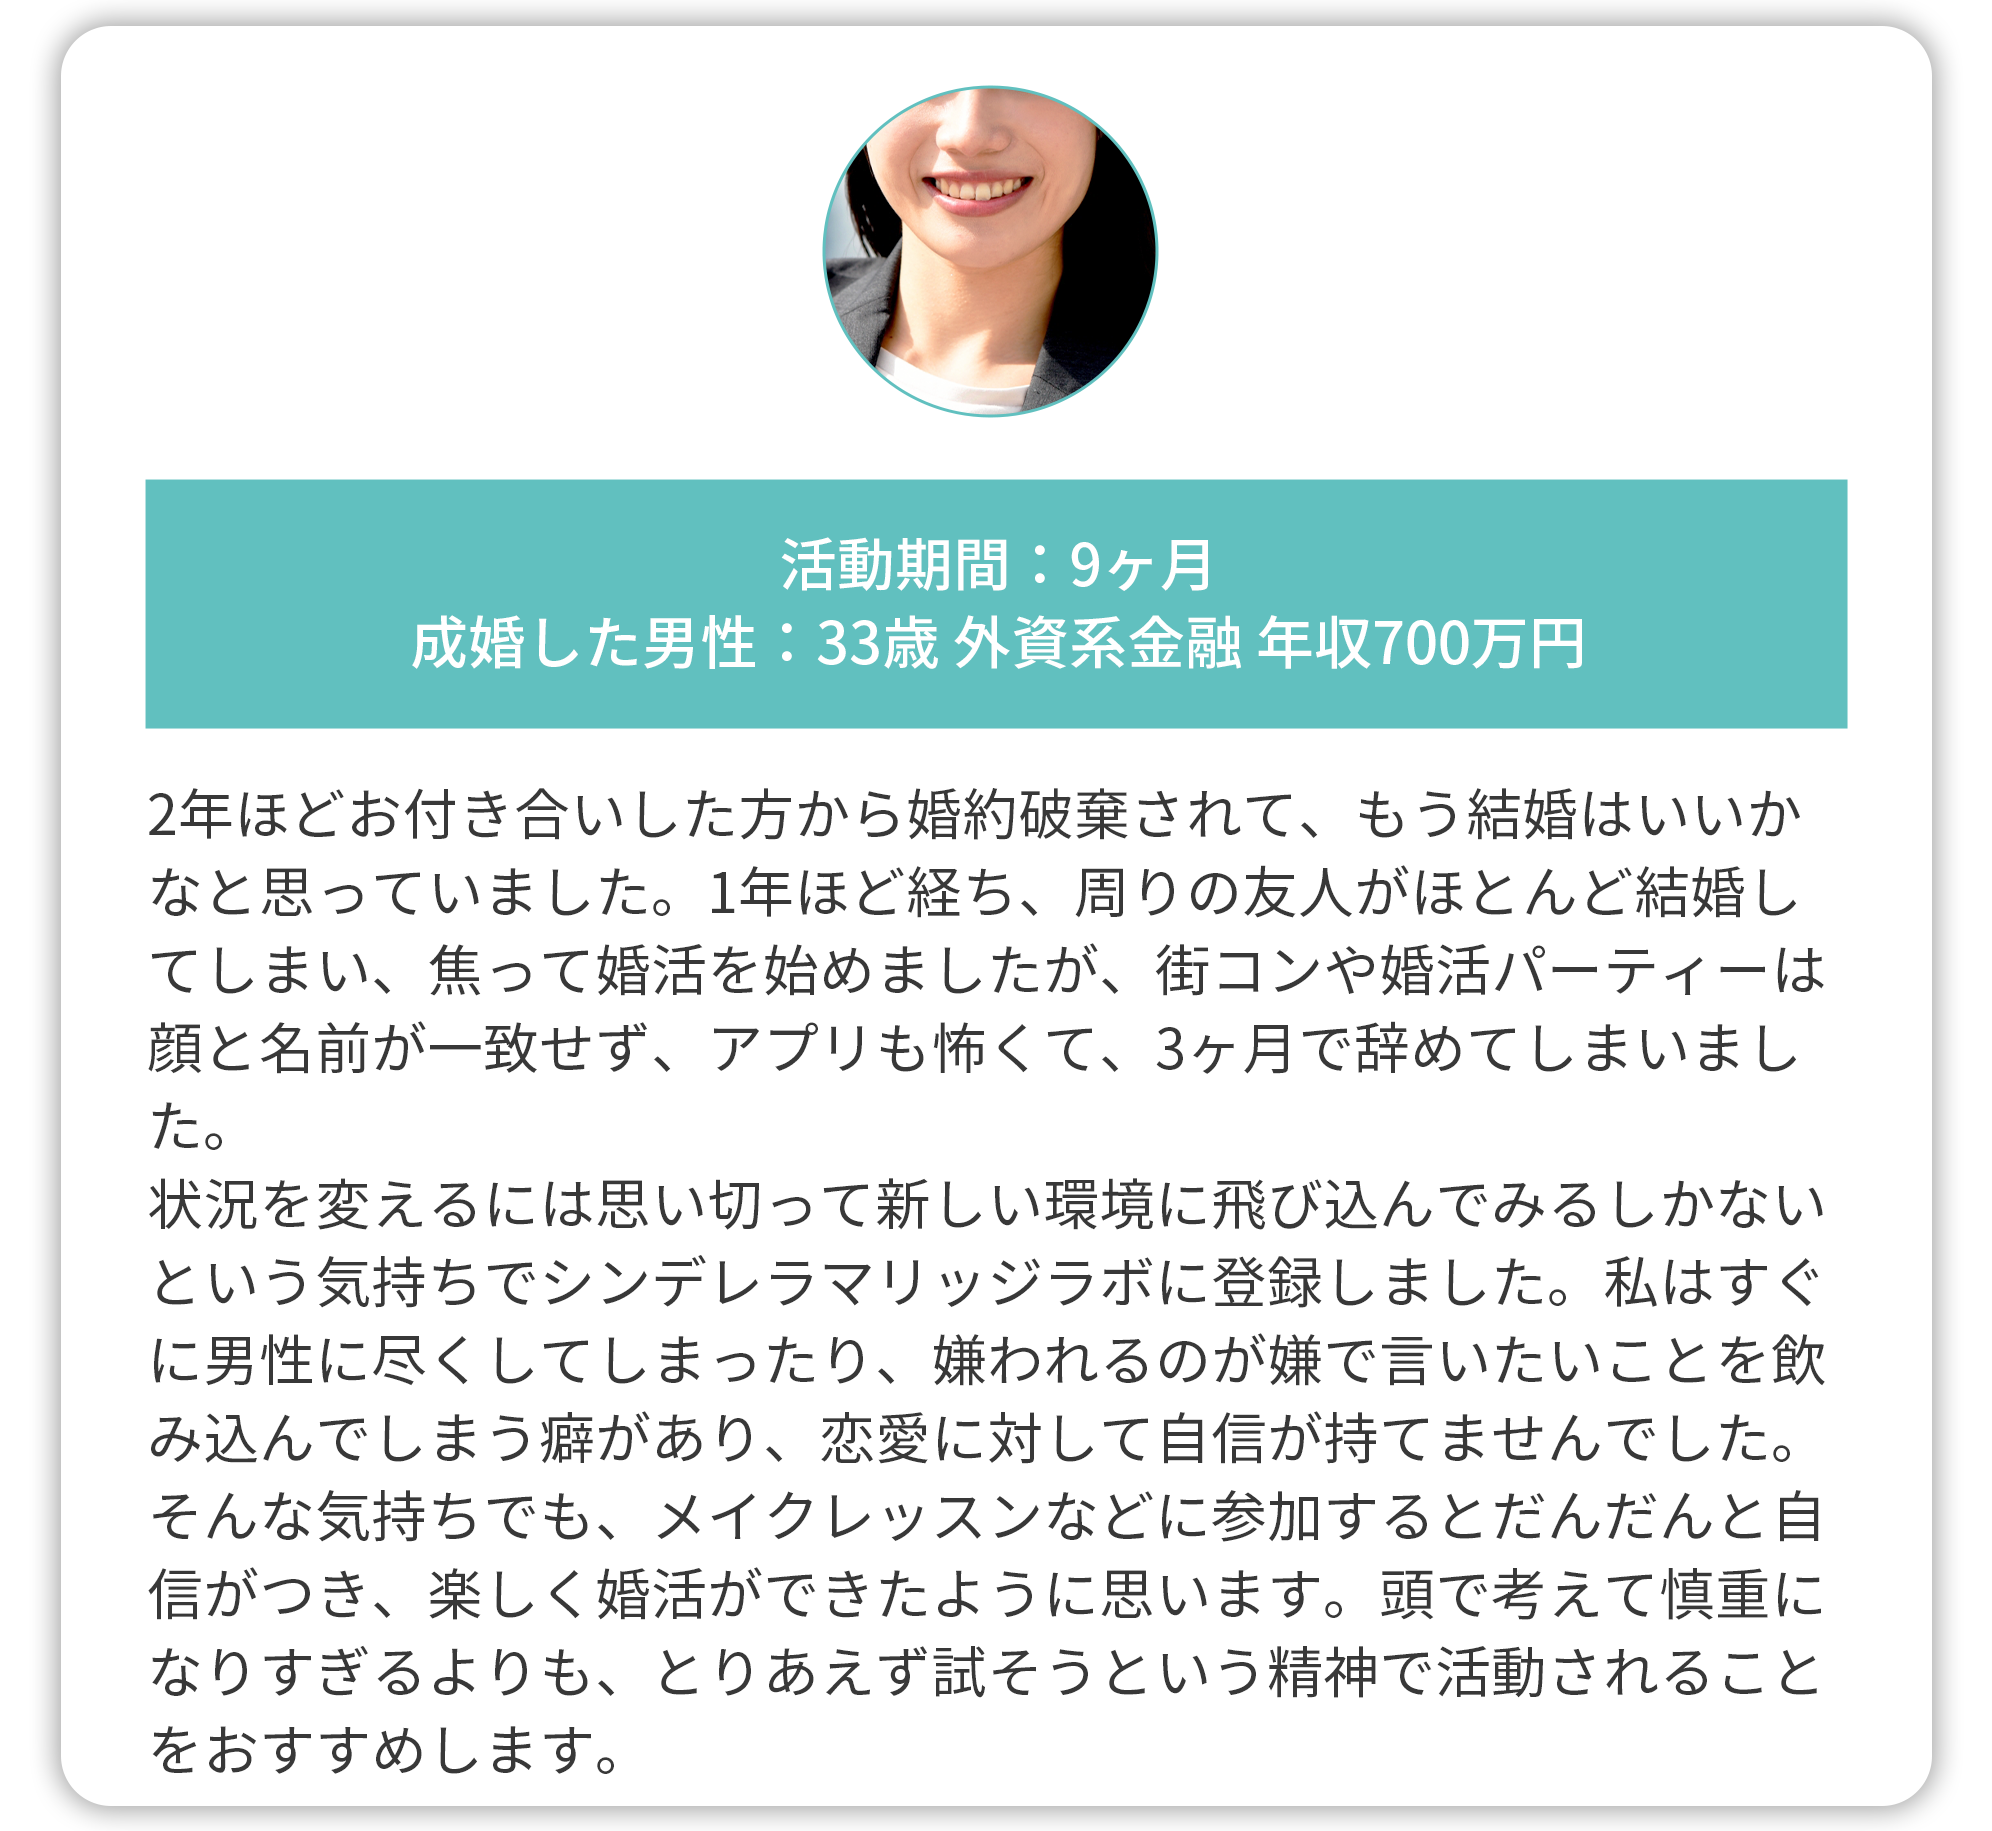 活動期間：9ヶ月
成婚した男性：33歳 外資系金融 年収700万円
2年ほどお付き合いした方から婚約破棄されて、もう結婚はいいか
なと思っていました。1年ほど経ち、周りの友人がほとんど結婚し
てしまい、焦って婚活を始めましたが、街コンや婚活パーティーは
顔と名前が一致せず、アプリも怖くて、3ヶ月で辞めてしまいまし
た。
状況を変えるには思い切って新しい環境に飛び込んでみるしかない
という気持ちでシンデレラマリッジラボに登録しました。私はすぐ
に男性に尽くしてしまったり、嫌われるのが嫌で言いたいことを飲
み込んでしまう癖があり、恋愛に対して自信が持てませんでした。
そんな気持ちでも、メイクレッスンなどに参加するとだんだんと自
信がつき、楽しく婚活ができたように思います。頭で考えて慎重に
なりすぎるよりも、とりあえず試そうという精神で活動されること
をおすすめします。